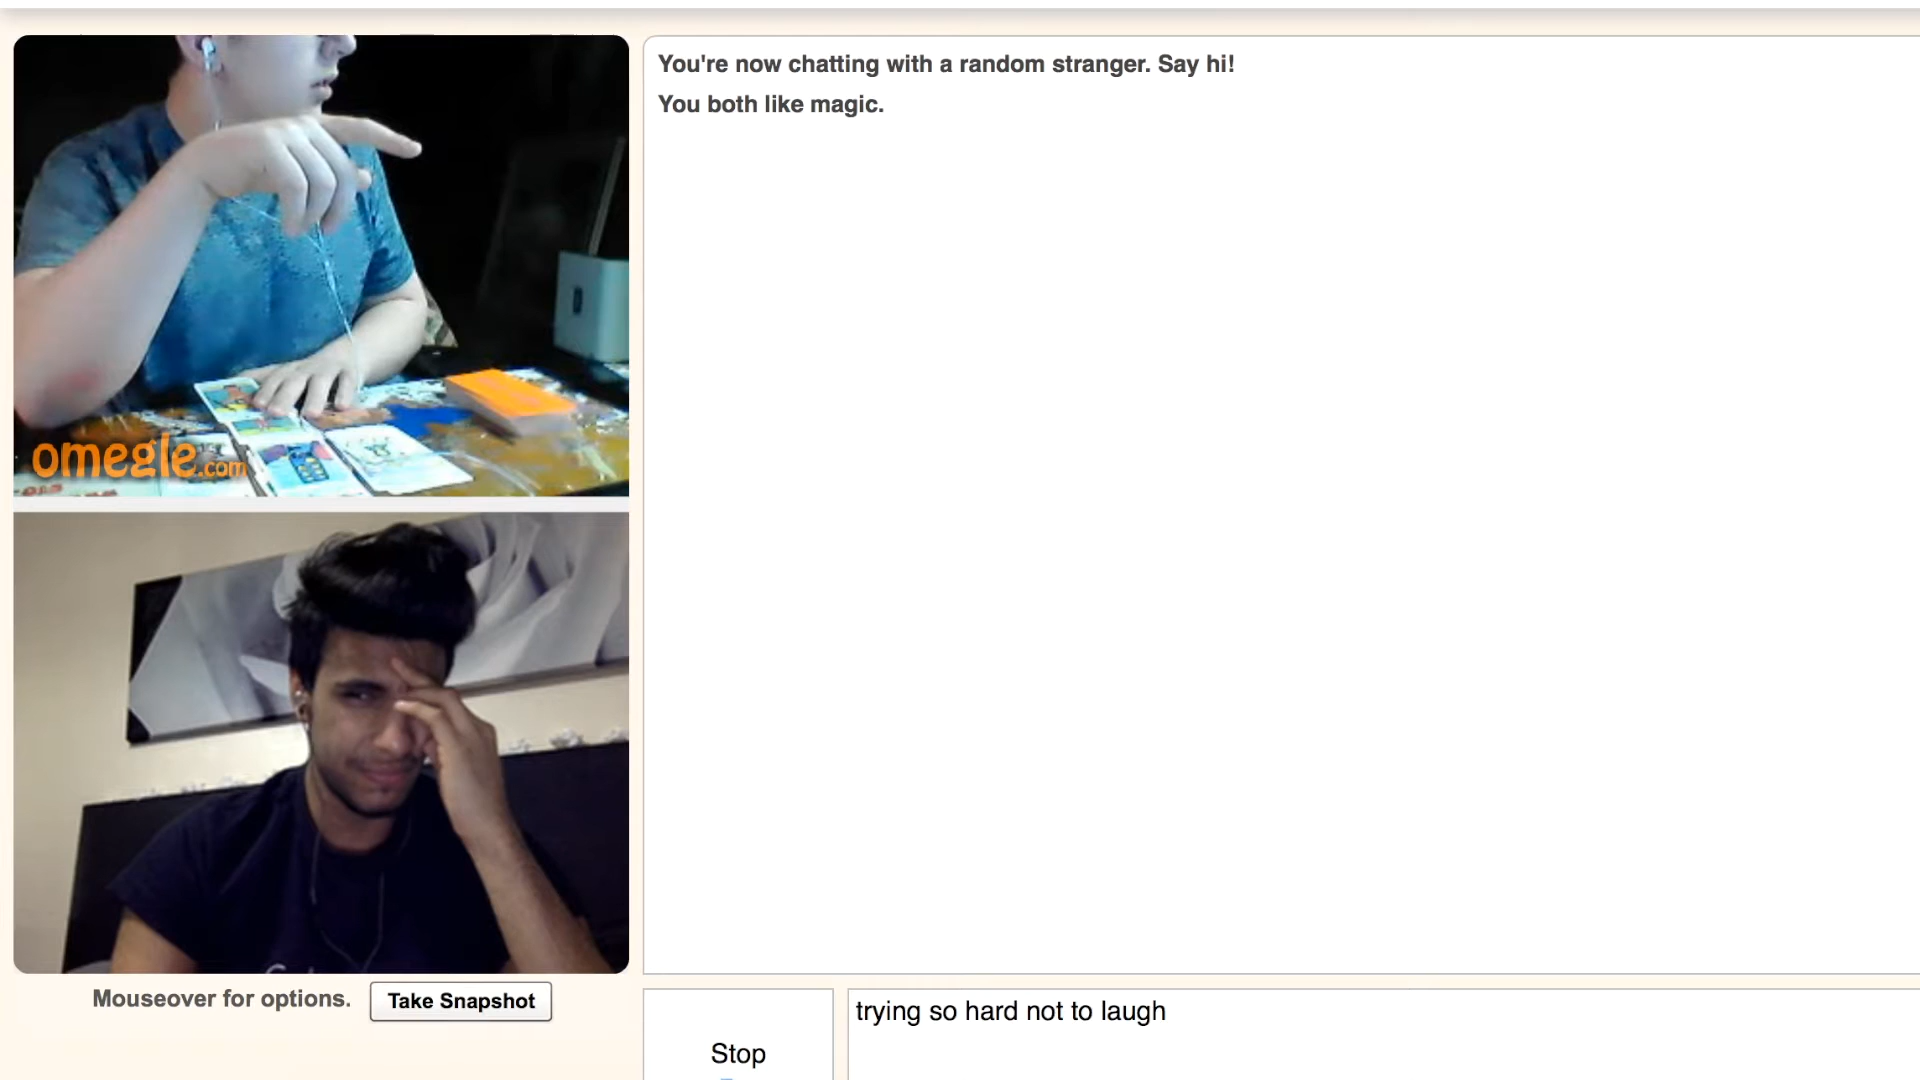 You're now chatting with a random stranger. Say hi!
You both like magic.
omegle.com
Mouseover for options.
Take Snapshot
Stop
trying so hard not to laugh